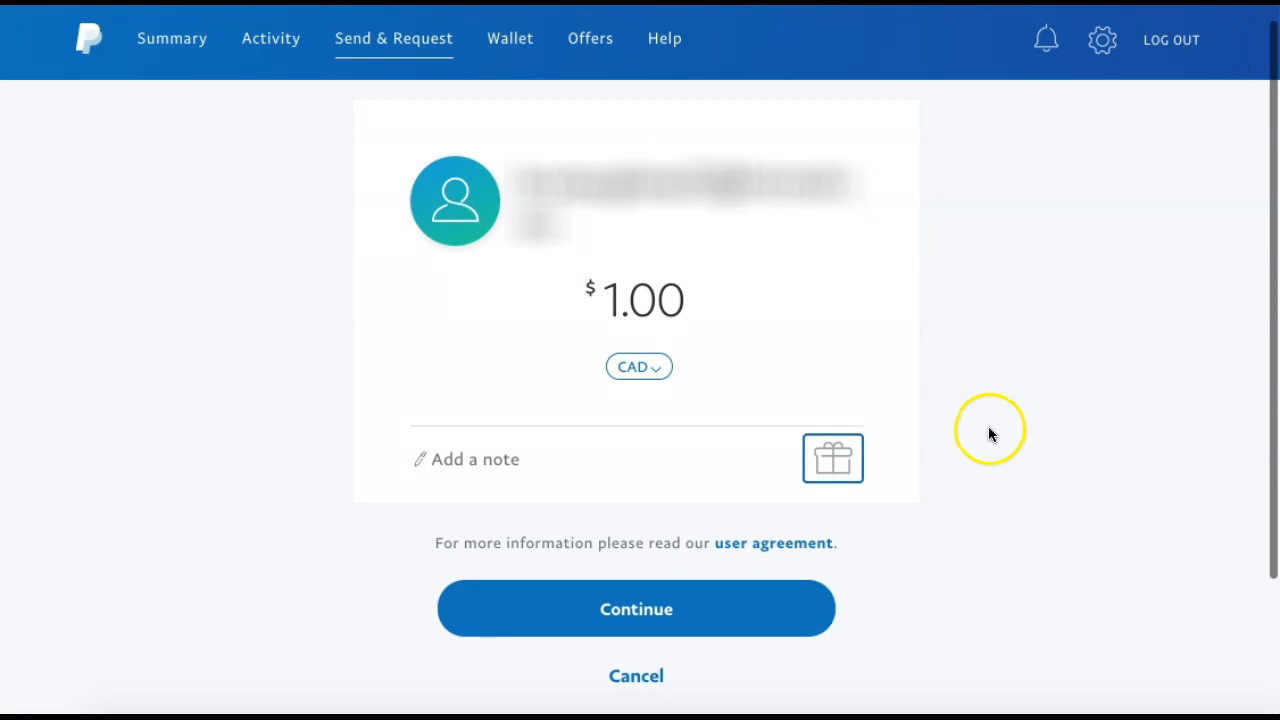 Summary Activity Send & Request Wallet Offers Help LOG OUT
$ 1.00
CAD
Add a note
For more information please read our user agreement.
Continue
Cancel